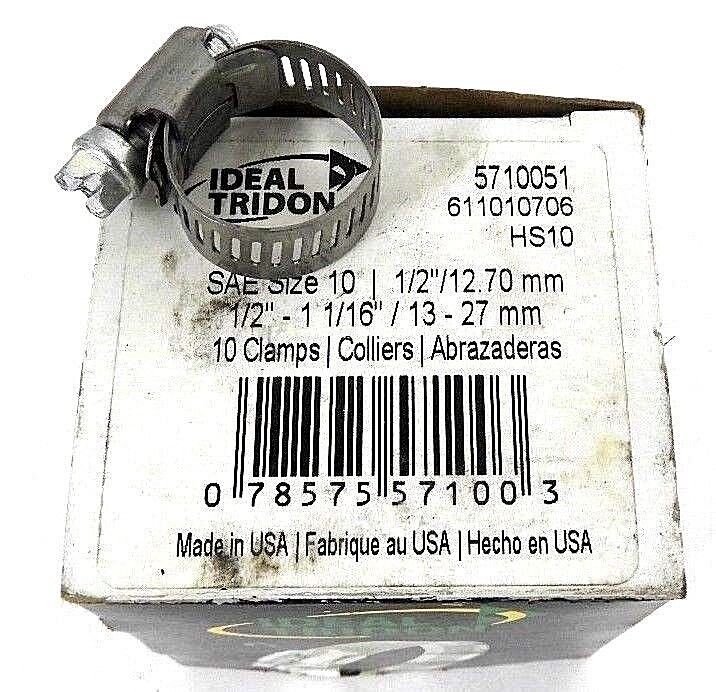 IDEAL
TRIDON
5710051
611010706
HS10
SAE Size 10 | 1/2"/12.70 mm
1/2" - 1 1/16" / 13 - 27 mm
10 Clamps | Colliers | Abrazaderas
0 78575 57100 3
Made in USA | Fabrique au USA | Hecho en USA
IDEAL